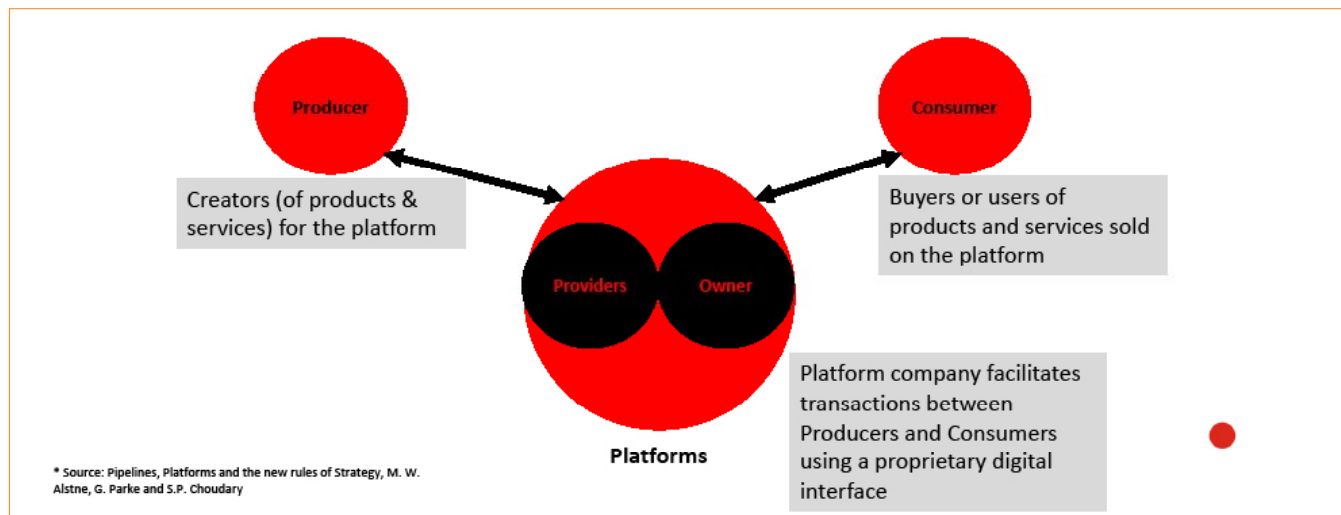 Producer
Consumer
Creators (of products &
services) for the platform
Buyers or users of
products and services sold
on the platform
Providers
Owner
Platform company facilitates
transactions between
Producers and Consumers
using a proprietary digital
interface
Platforms
* Source: Pipelines, Platforms and the new rules of Strategy, M. W.
Alstne, G. Parke and S.P. Choudary